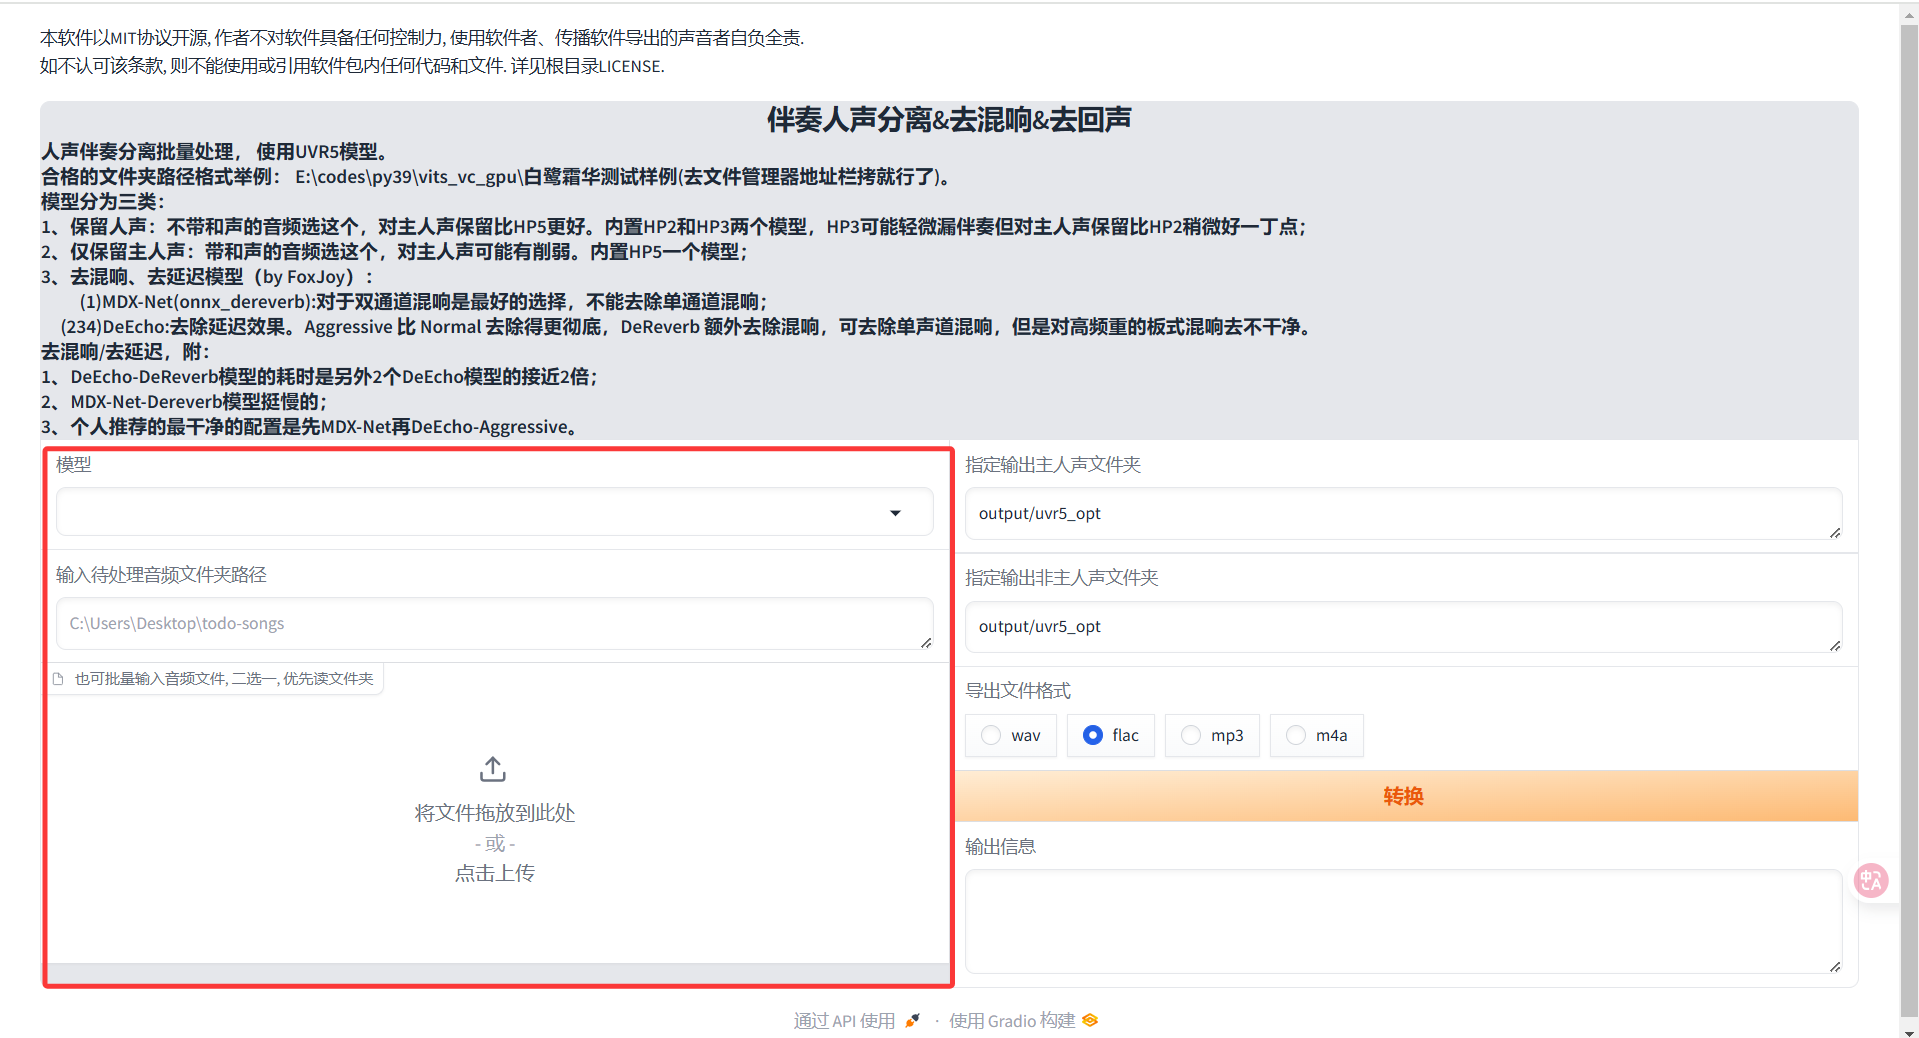 本软件以MIT协议开源, 作者不对软件具备任何控制力, 使用软件者、传播软件导出的声音者自负全责.
如不认可该条款, 则不能使用或引用软件包内任何代码和文件. 详见根目录LICENSE.
伴奏人声分离&去混响&去回声
人声伴奏分离批量处理， 使用UVR5模型。
合格的文件夹路径格式举例： E:\codes\py39\vits_vc_gpu\白鹭霜华测试样例(去文件管理器地址栏拷就行了)。
模型分为三类：
1、保留人声：不带和声的音频选这个，对主人声保留比HP5更好。内置HP2和HP3两个模型，HP3可能轻微漏伴奏但对主人声保留比HP2稍微好一丁点；
2、仅保留主人声：带和声的音频选这个，对主人声可能有削弱。内置HP5一个模型；
3、去混响、去延迟模型（by FoxJoy）：
(1)MDX-Net(onnx_dereverb):对于双通道混响是最好的选择，不能去除单通道混响；
(234)DeEcho:去除延迟效果。Aggressive 比 Normal 去除得更彻底，DeReverb 额外去除混响，可去除单声道混响，但是对高频重的板式混响去不干净。
去混响/去延迟，附：
1、DeEcho-DeReverb模型的耗时是另外2个DeEcho模型的接近2倍；
2、MDX-Net-Dereverb模型挺慢的；
3、个人推荐的最干净的配置是先MDX-Net再DeEcho-Aggressive。
模型
输入待处理音频文件夹路径
C:\Users\Desktop\todo-songs
也可批量输入音频文件, 二选一, 优先读文件夹
将文件拖放到此处
- 或 -
点击上传
指定输出主人声文件夹
output/uvr5_opt
指定输出非主人声文件夹
output/uvr5_opt
导出文件格式
wav
flac
mp3
m4a
转换
输出信息
中A
通过 API 使用 · 使用 Gradio 构建